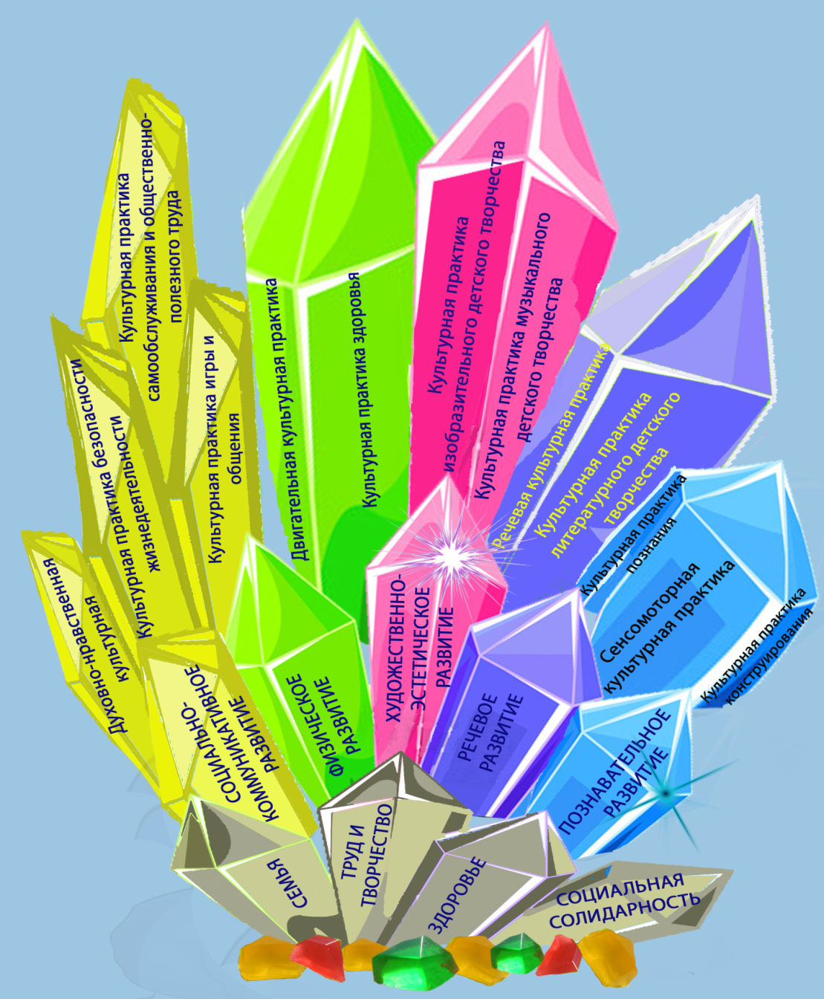 Культурная практика
самообслуживания и общественно-
полезного труда
Культурная практика безопасности
жизнедеятельности
Культурная практика игры и
общения
Духовно-нравственная
культурная
Двигательная культурная практика
Культурная практика здоровья
Культурная практика
изобразительного детского творчества
Культурная практика музыкального
детского творчества
Речевая культурная практика
Культурная практика
литературного детского
творчества
Культурная практика
познания
Сенсомоторная
культурная практика
Культурная практика
конструирования
СОЦИАЛЬНО-
КОММУНИКАТИВНОЕ
РАЗВИТИЕ
ФИЗИЧЕСКОЕ
РАЗВИТИЕ
ХУДОЖЕСТВЕННО-
ЭСТЕТИЧЕСКОЕ
РАЗВИТИЕ
РЕЧЕВОЕ
РАЗВИТИЕ
ПОЗНАВАТЕЛЬНОЕ
РАЗВИТИЕ
СЕМЬЯ
ТРУД И
ТВОРЧЕСТВО
ЗДОРОВЬЕ
СОЦИАЛЬНАЯ
СОЛИДАРНОСТЬ